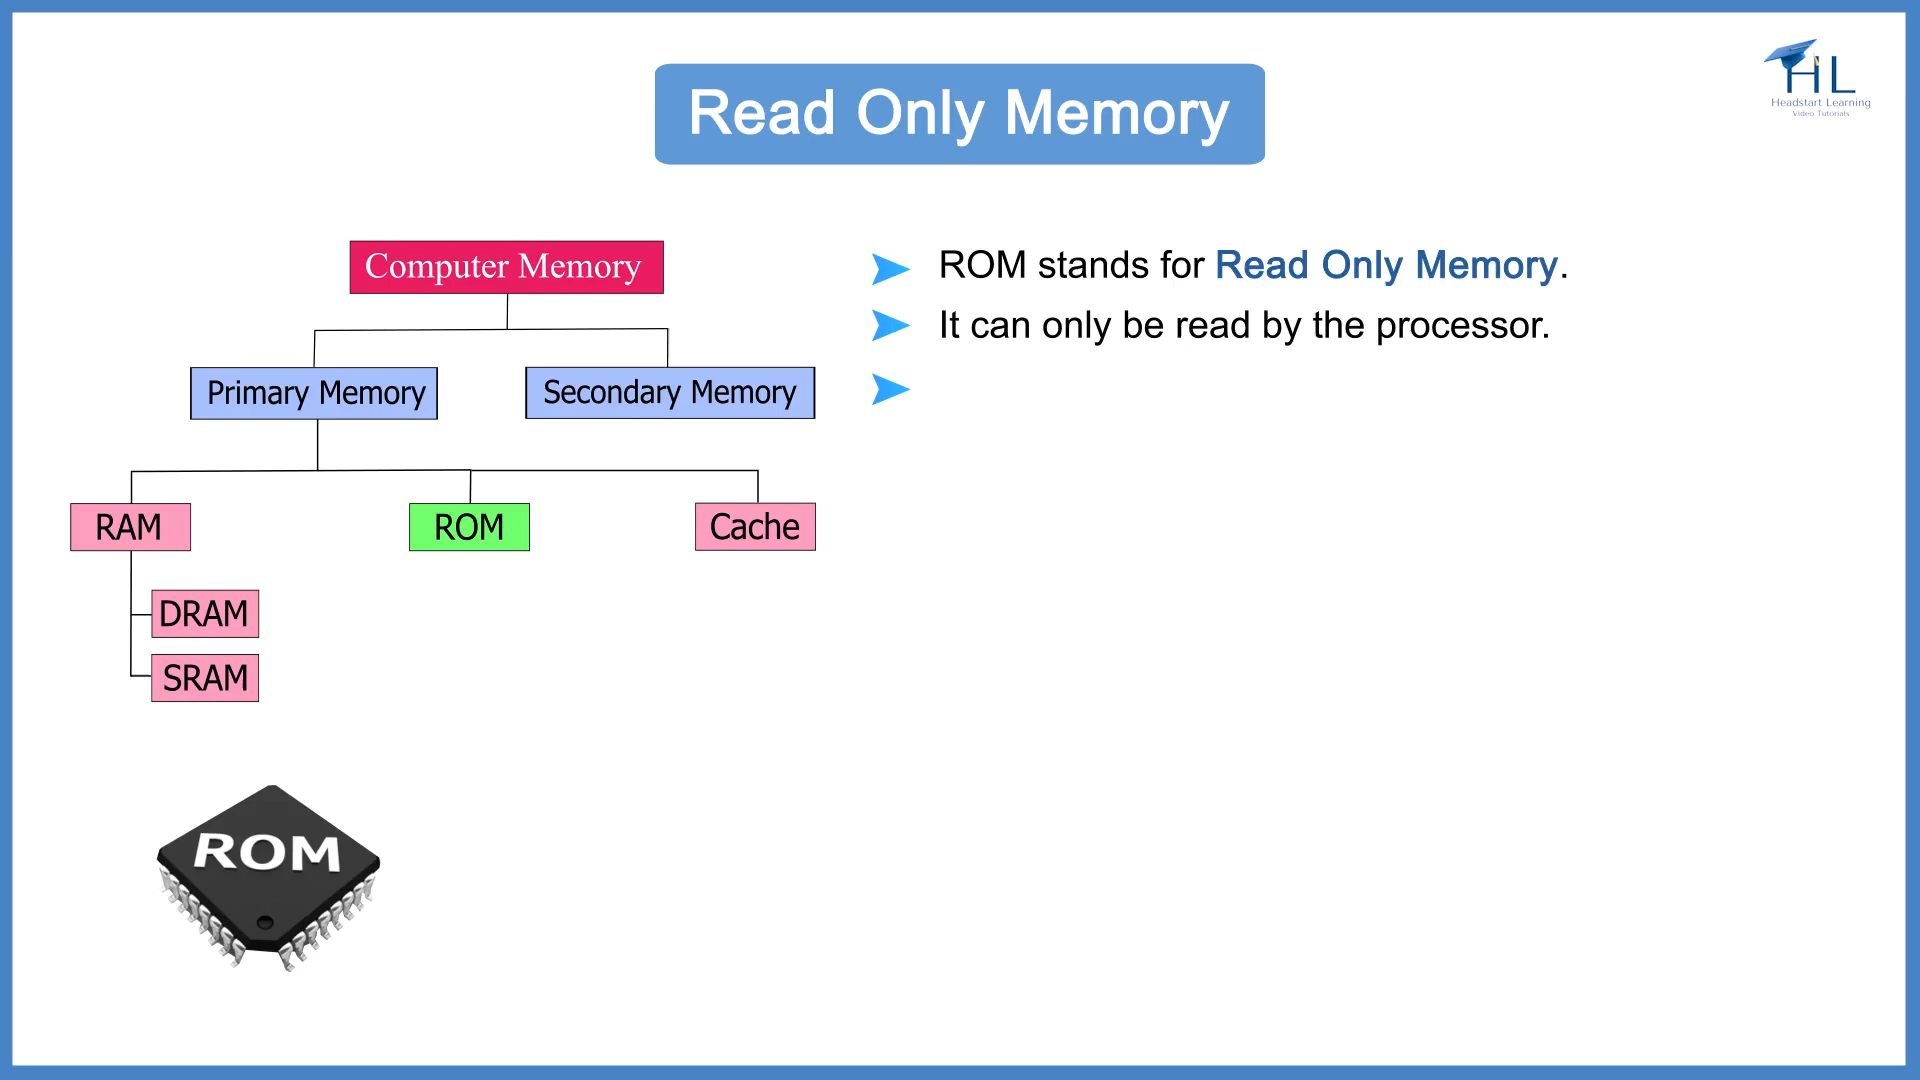 HL
Headstart Learning
Video Tutorials
Read Only Memory
Computer Memory
Primary Memory
Secondary Memory
RAM
ROM
Cache
DRAM
SRAM
ROM
ROM stands for Read Only Memory.
It can only be read by the processor.